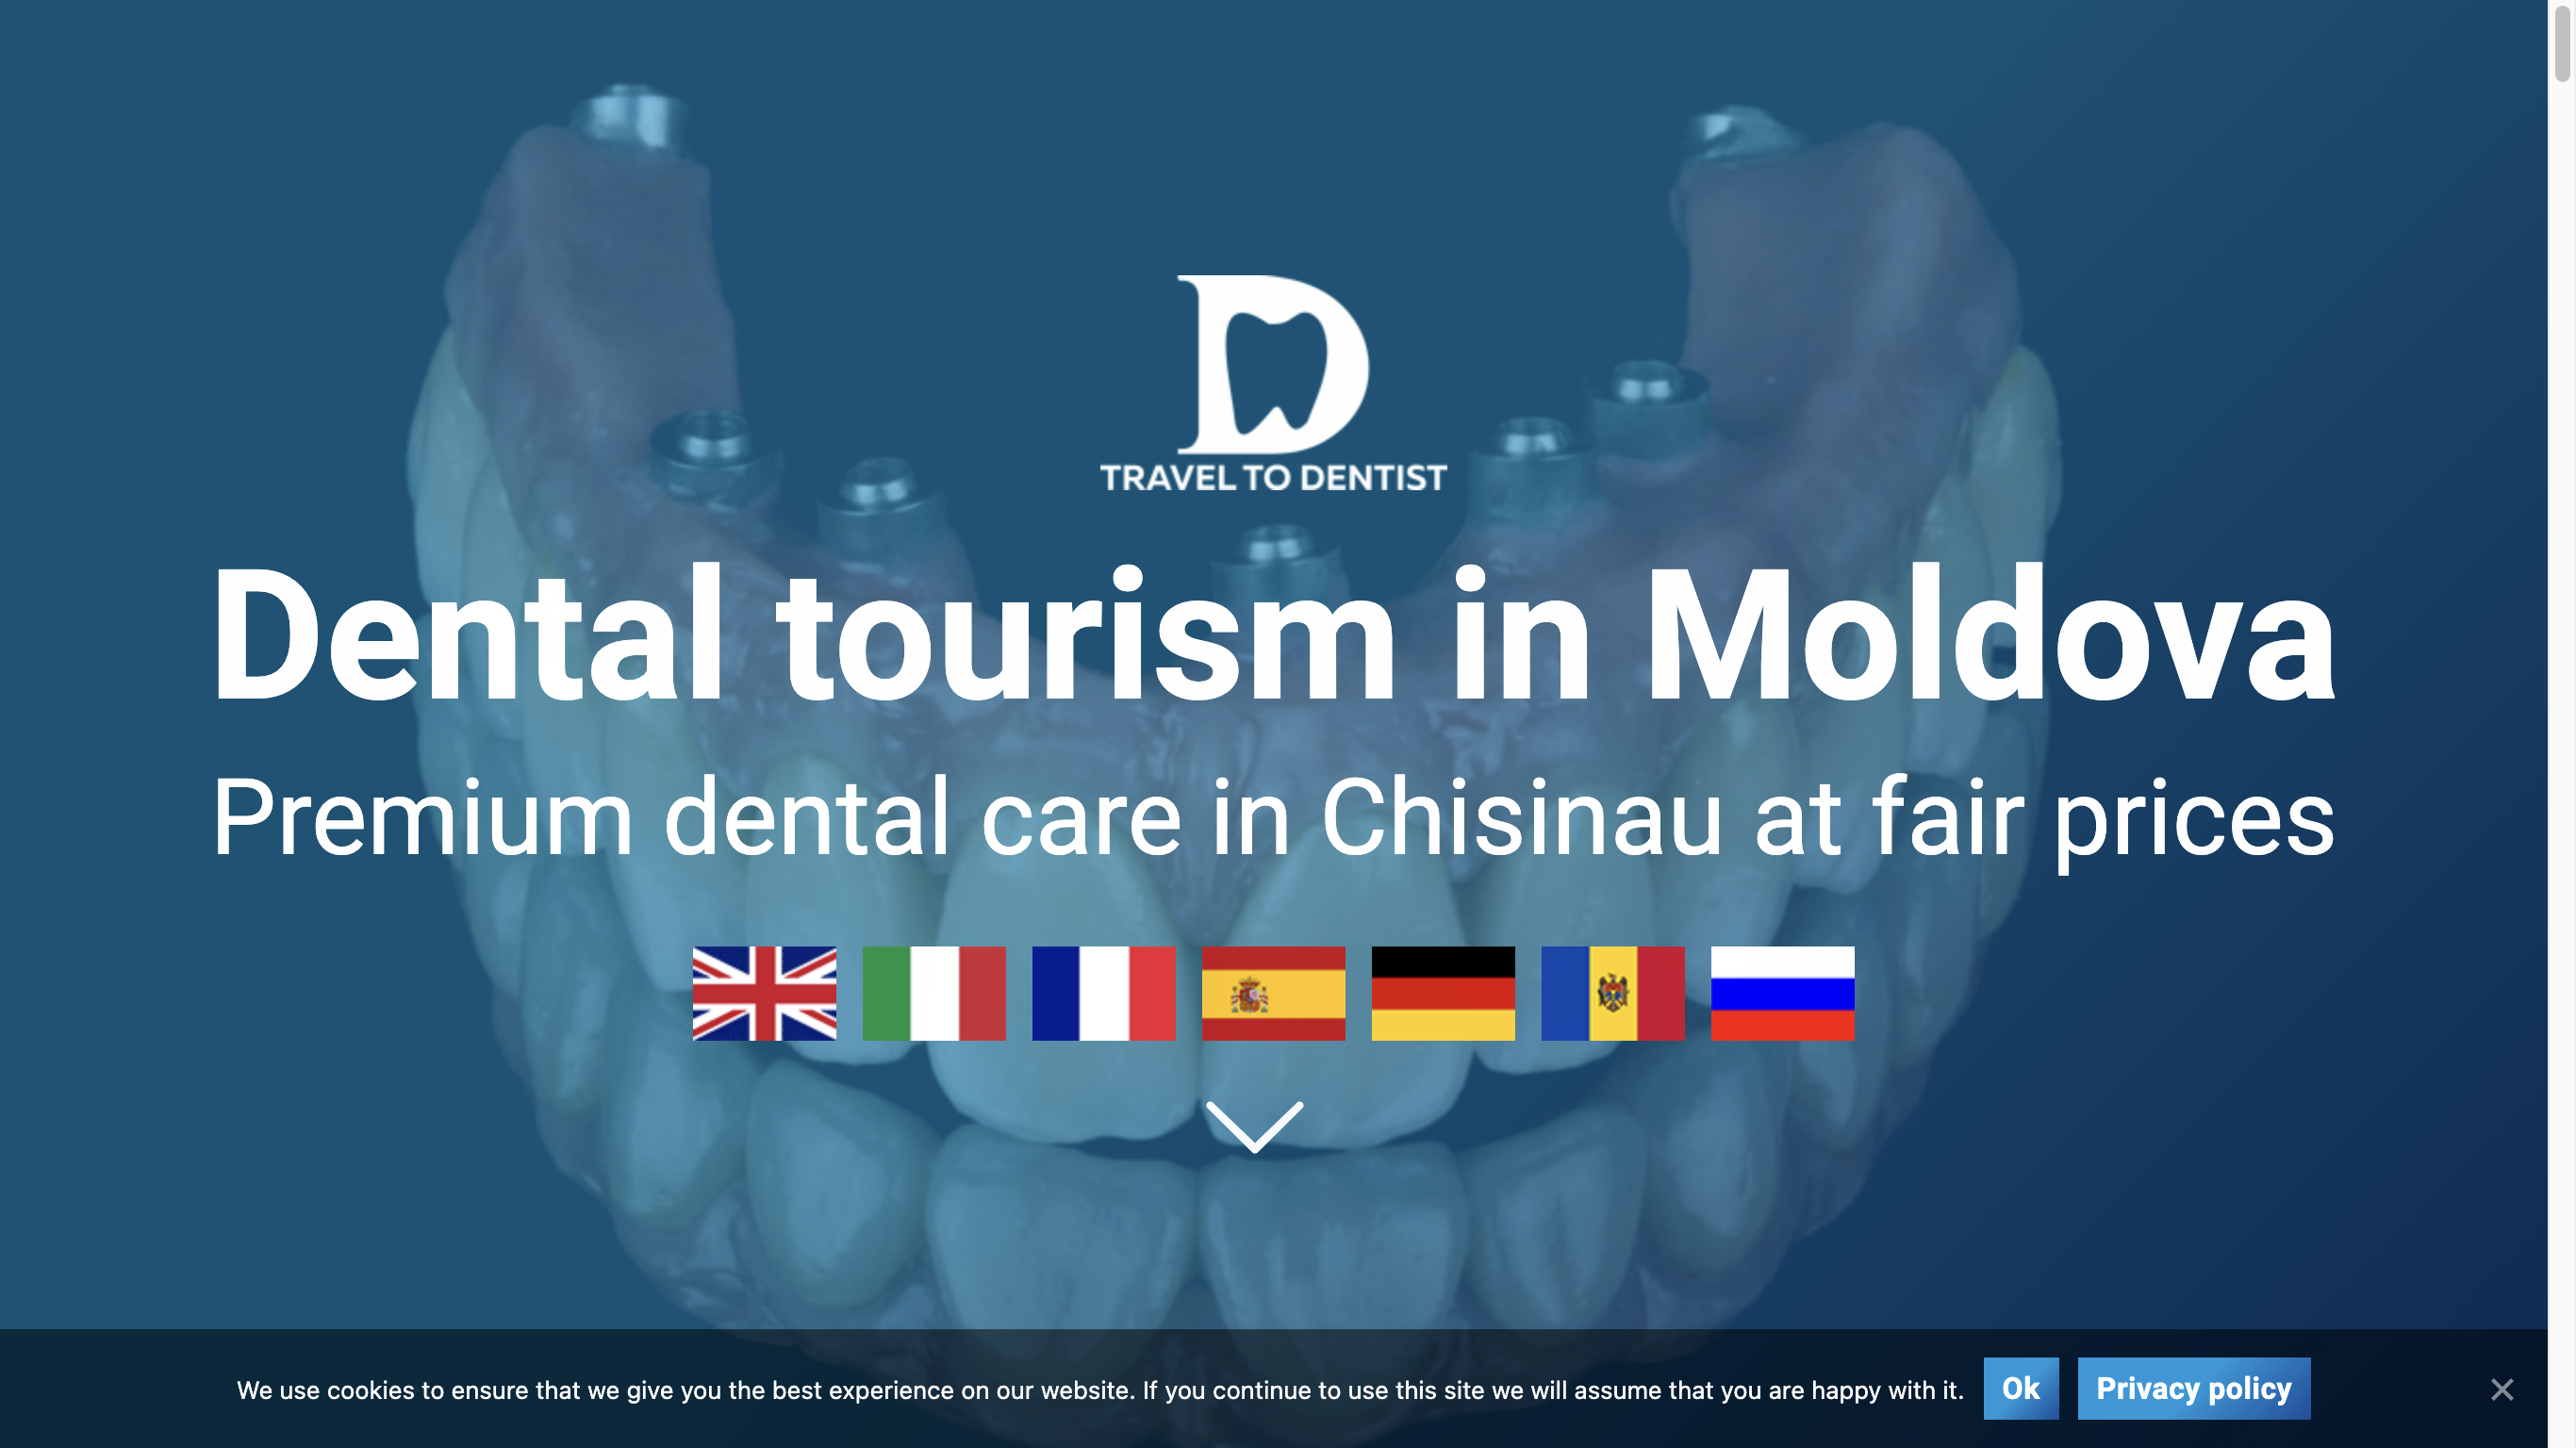 TRAVEL TO DENTIST
Dental tourism in Moldova
Premium dental care in Chisinau at fair prices
We use cookies to ensure that we give you the best experience on our website. If you continue to use this site we will assume that you are happy with it. Ok Privacy policy